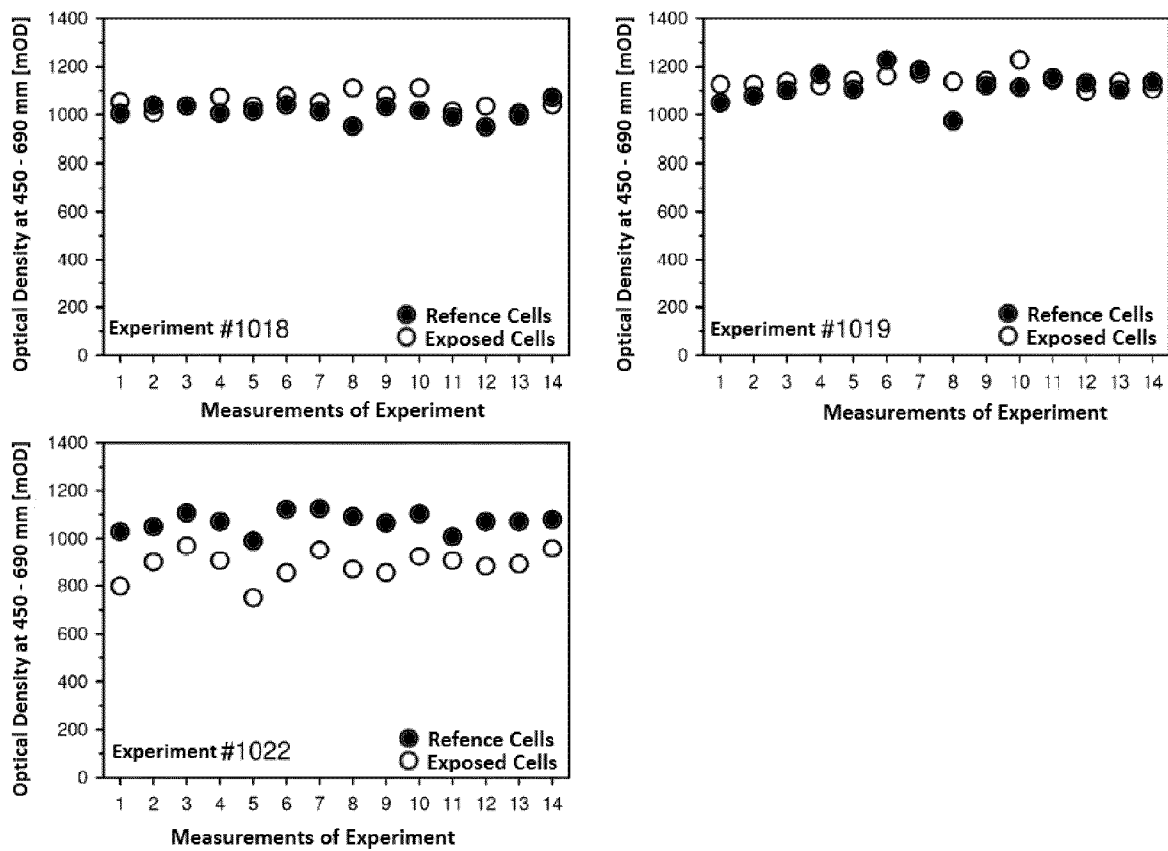 Optical Density at 450 - 690 mm [mOD]
1400
1200
1000
800
600
400
200
0
Refence Cells
Exposed Cells
Experiment #1018
1 2 3 4 5 6 7 8 9 10 11 12 13 14
Measurements of Experiment
Optical Density at 450 - 690 mm [mOD]
1400
1200
1000
800
600
400
200
0
Refence Cells
Exposed Cells
Experiment #1019
1 2 3 4 5 6 7 8 9 10 11 12 13 14
Measurements of Experiment
Optical Density at 450 - 690 mm [mOD]
1400
1200
1000
800
600
400
200
0
Refence Cells
Exposed Cells
Experiment #1022
1 2 3 4 5 6 7 8 9 10 11 12 13 14
Measurements of Experiment